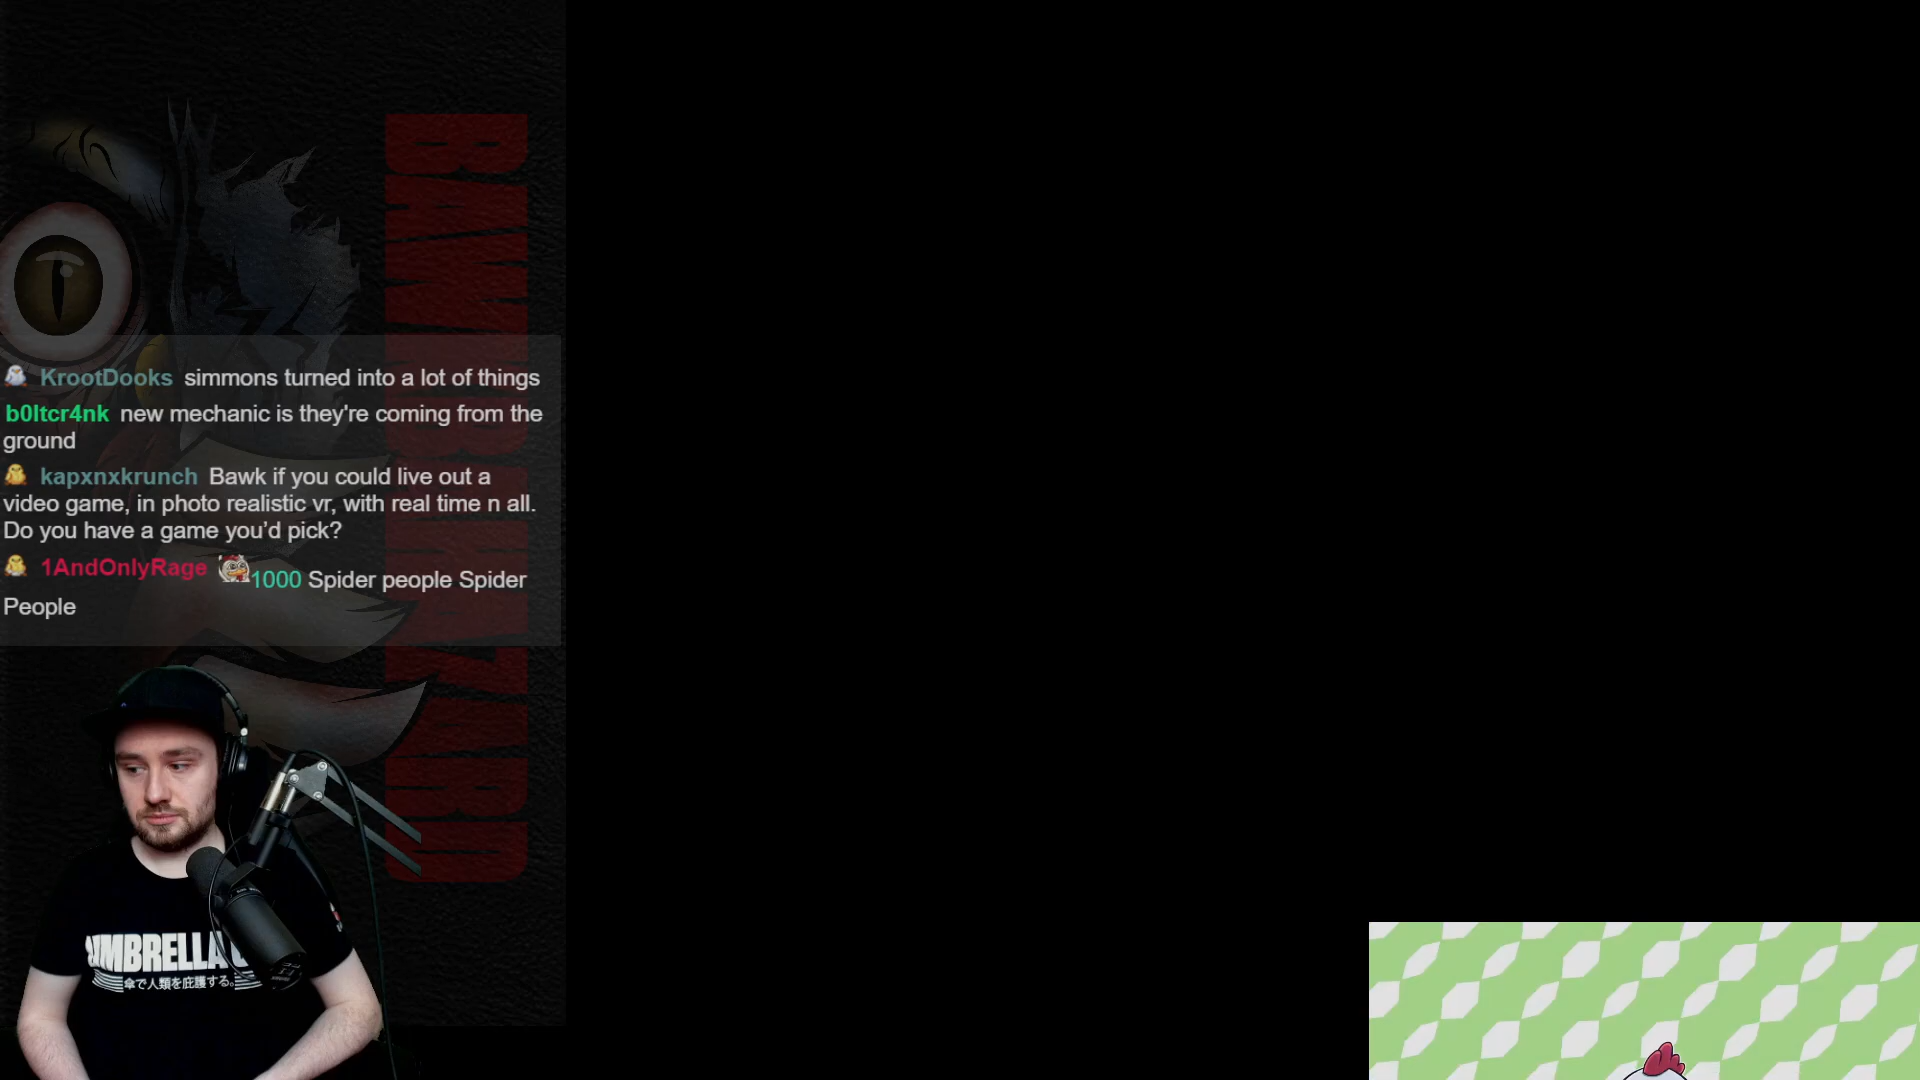 BAWKBAZARD
KrootDooks simmons turned into a lot of things
b0ltcr4nk new mechanic is they're coming from the
ground
kapxnxkrunch Bawk if you could live out a
video game, in photo realistic vr, with real time n all.
Do you have a game you’d pick?
1AndOnlyRage 1000 Spider people Spider
People
UMBRELLA
傘で人類を庇護する。